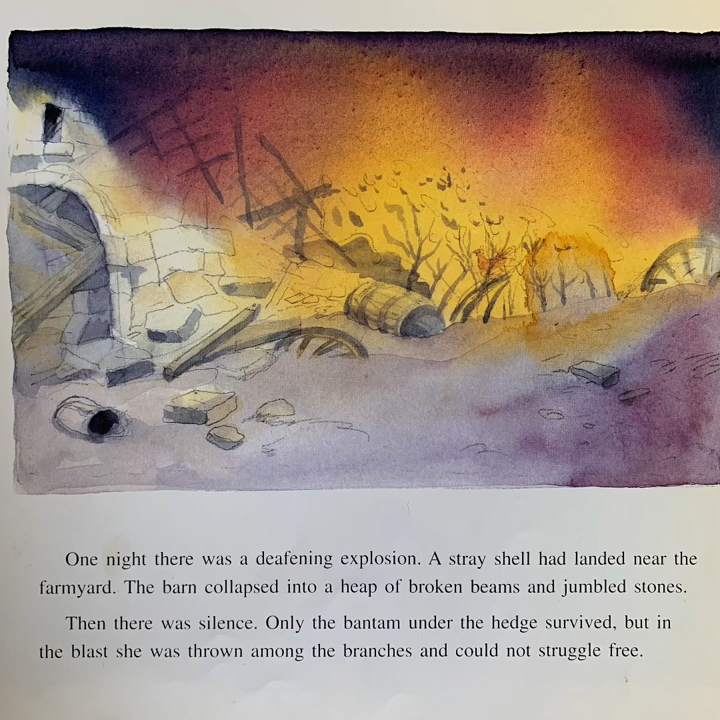 One night there was a deafening explosion. A stray shell had landed near the
farmyard. The barn collapsed into a heap of broken beams and jumbled stones.
Then there was silence. Only the bantam under the hedge survived, but in
the blast she was thrown among the branches and could not struggle free.